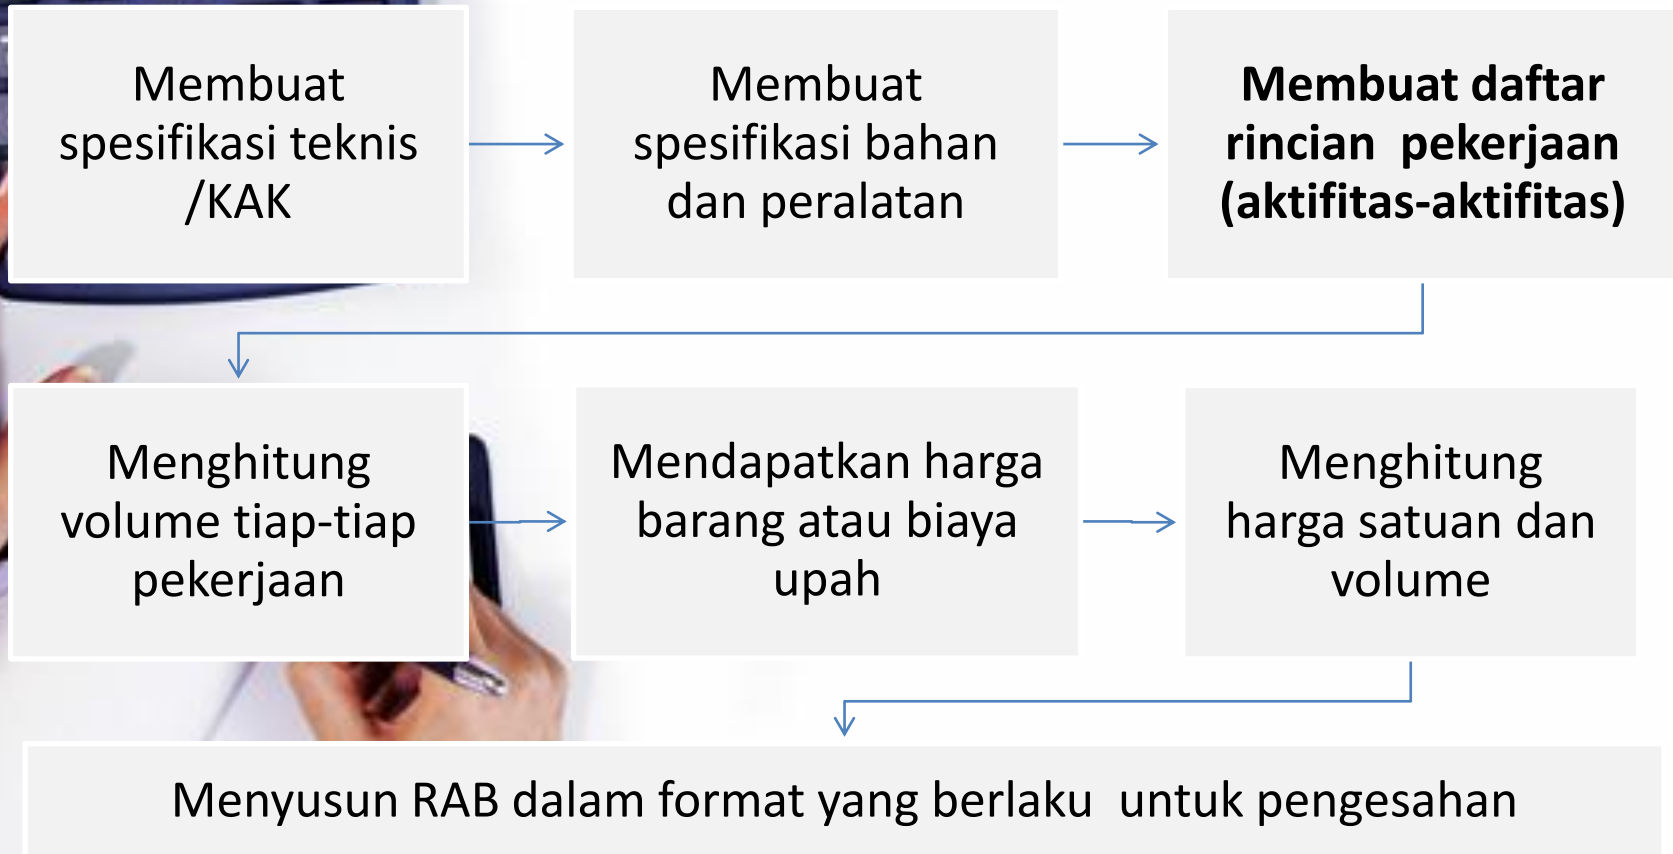 Membuat
spesifikasi teknis
/KAK
Membuat
spesifikasi bahan
dan peralatan
Membuat daftar
rincian pekerjaan
(aktifitas-aktifitas)
Menghitung
volume tiap-tiap
pekerjaan
Mendapatkan harga
barang atau biaya
upah
Menghitung
harga satuan dan
volume
Menyusun RAB dalam format yang berlaku untuk pengesahan